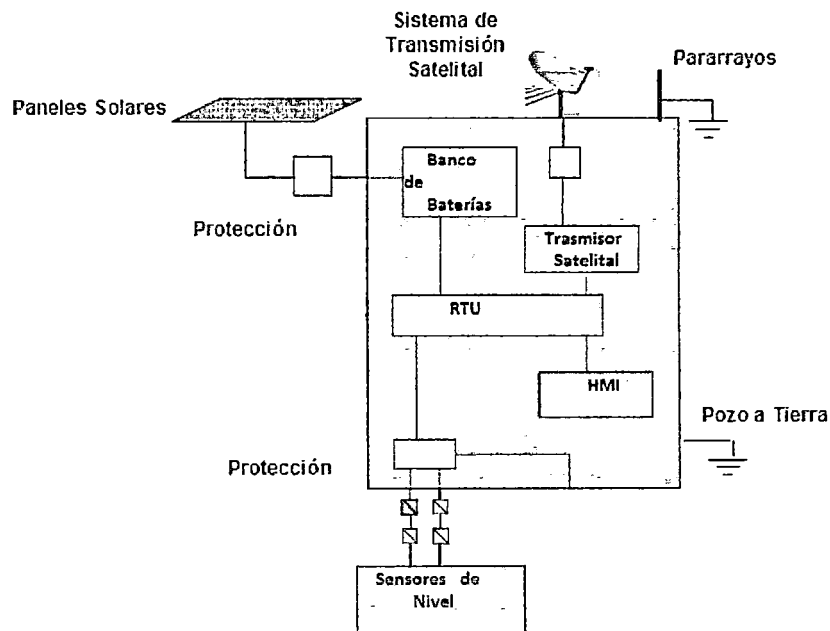 Sistema de
Transmisión
Satelital
Pararrayos
Paneles Solares
Banco
de
Baterías
Protección
Trasmisor
Satelital
RTU
HMI
Pozo a Tierra
Protección
Sensores de
Nivel